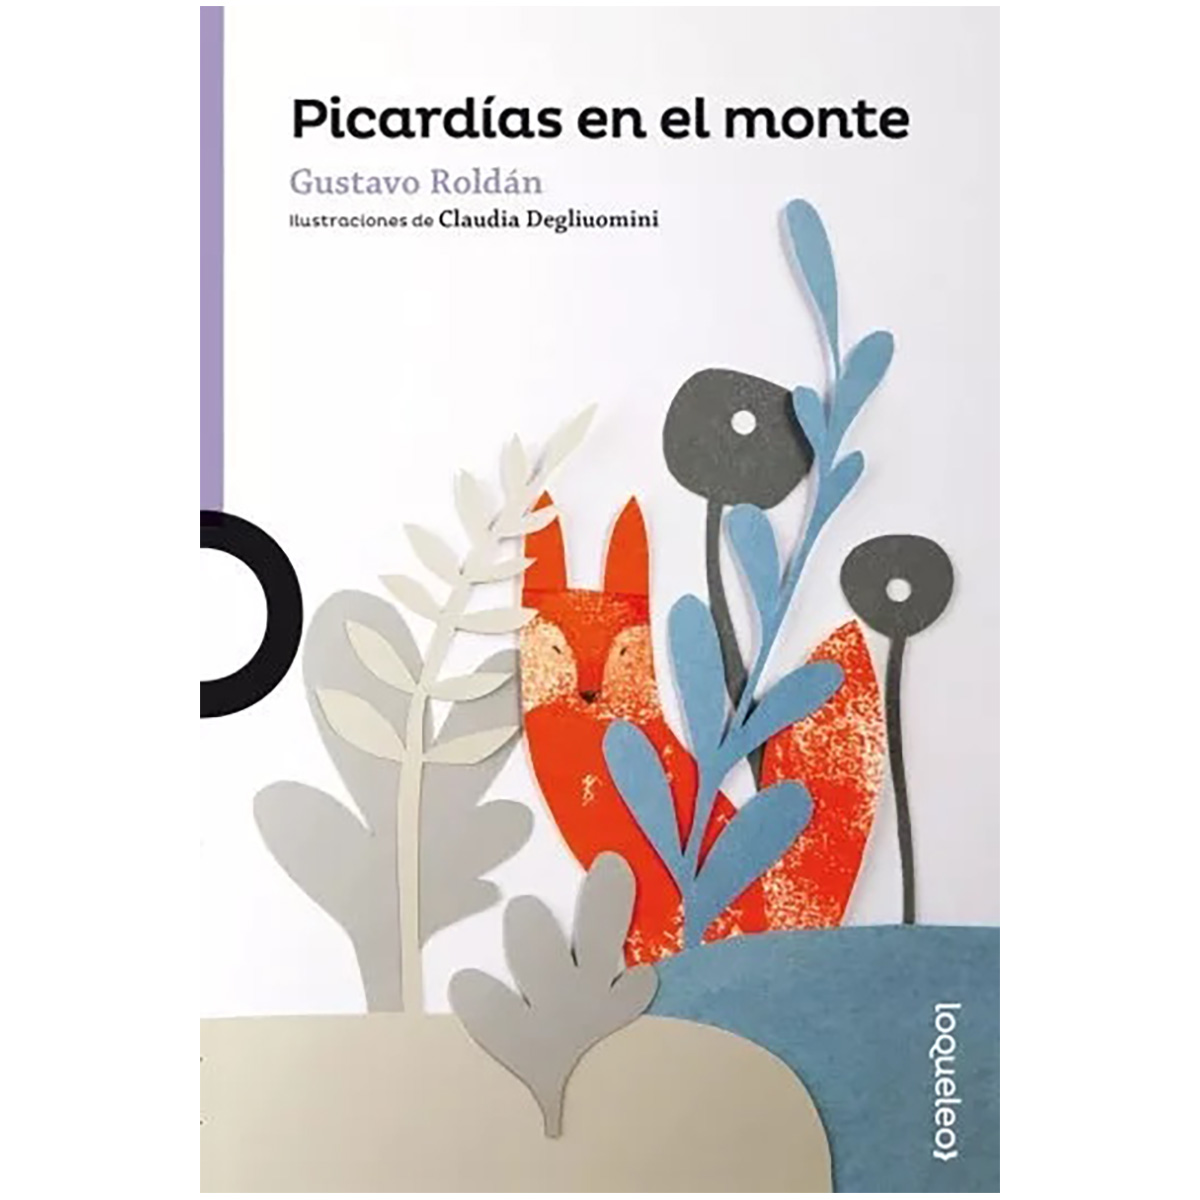 Picardías en el monte
Gustavo Roldán
Ilustraciones de Claudia Degliuomini
loqueleo}